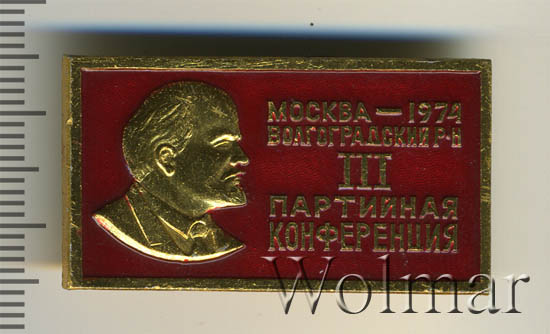 МОСКВА — 1974
ВОЛГОГРАДСКИЙ Р-Н
III
ПАРТИЙНАЯ
КОНФЕРЕНЦИЯ
Wolmar